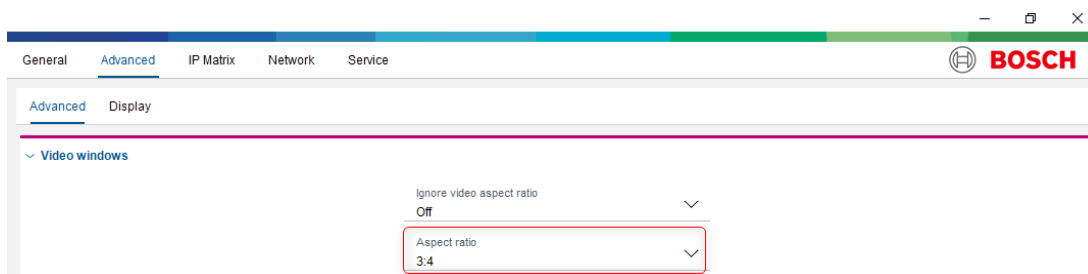 General Advanced IP Matrix Network Service BOSCH
Advanced Display
Video windows
Ignore video aspect ratio
Off
Aspect ratio
3:4